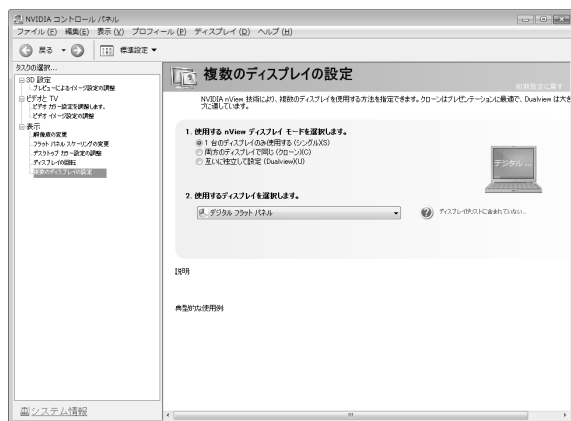 NVIDIA コントロール パネル
ファイル(F) 編集(E) 表示(V) プロフィール(P) ディスプレイ(D) ヘルプ(H)
戻る 標準設定
タスクの選択...
3D 設定
プレビューによるイメージ設定の調整
ビデオと TV
ビデオ カラー設定を調整します。
ビデオ イメージ設定の調整
表示
解像度の変更
フラット パネル スケーリングの変更
デスクトップ カラー設定の調整
ディスプレイの回転
複数のディスプレイの設定
システム情報
複数のディスプレイの設定
初期設定に戻す
NVIDIA nView 技術により、複数のディスプレイを使用する方法を指定できます。クローンはプレゼンテーションに最適で、Dualview は大き
プに適しています。
1. 使用する nView ディスプレイ モードを選択します。
1 台のディスプレイのみ使用する (シングル)(S)
両方のディスプレイで同じ (クローン)(C)
互いに独立して設定 (Dualview)(U)
デジタル ...
2. 使用するディスプレイを選択します。
デジタル フラット パネル
ディスプレイがリストに含まれていない...
説明
典型的な使用例